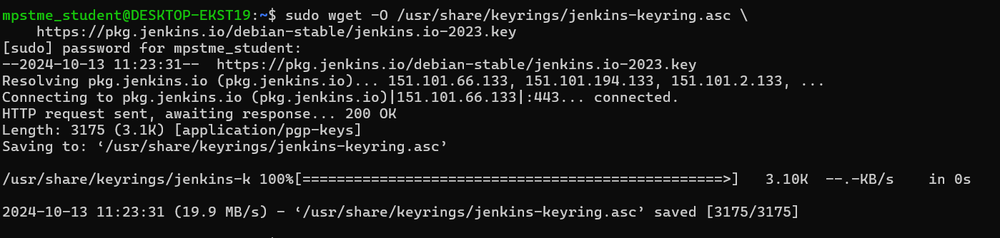 mpstme_student@DESKTOP-EKST19:~$ sudo wget -O /usr/share/keyrings/jenkins-keyring.asc \
    https://pkg.jenkins.io/debian-stable/jenkins.io-2023.key
[sudo] password for mpstme_student:
--2024-10-13 11:23:31--  https://pkg.jenkins.io/debian-stable/jenkins.io-2023.key
Resolving pkg.jenkins.io (pkg.jenkins.io)... 151.101.66.133, 151.101.194.133, 151.101.2.133, ...
Connecting to pkg.jenkins.io (pkg.jenkins.io)|151.101.66.133|:443... connected.
HTTP request sent, awaiting response... 200 OK
Length: 3175 (3.1K) [application/pgp-keys]
Saving to: ‘/usr/share/keyrings/jenkins-keyring.asc’

/usr/share/keyrings/jenkins-k 100%[=================================================>]   3.10K  --.-KB/s    in 0s

2024-10-13 11:23:31 (19.9 MB/s) - ‘/usr/share/keyrings/jenkins-keyring.asc’ saved [3175/3175]